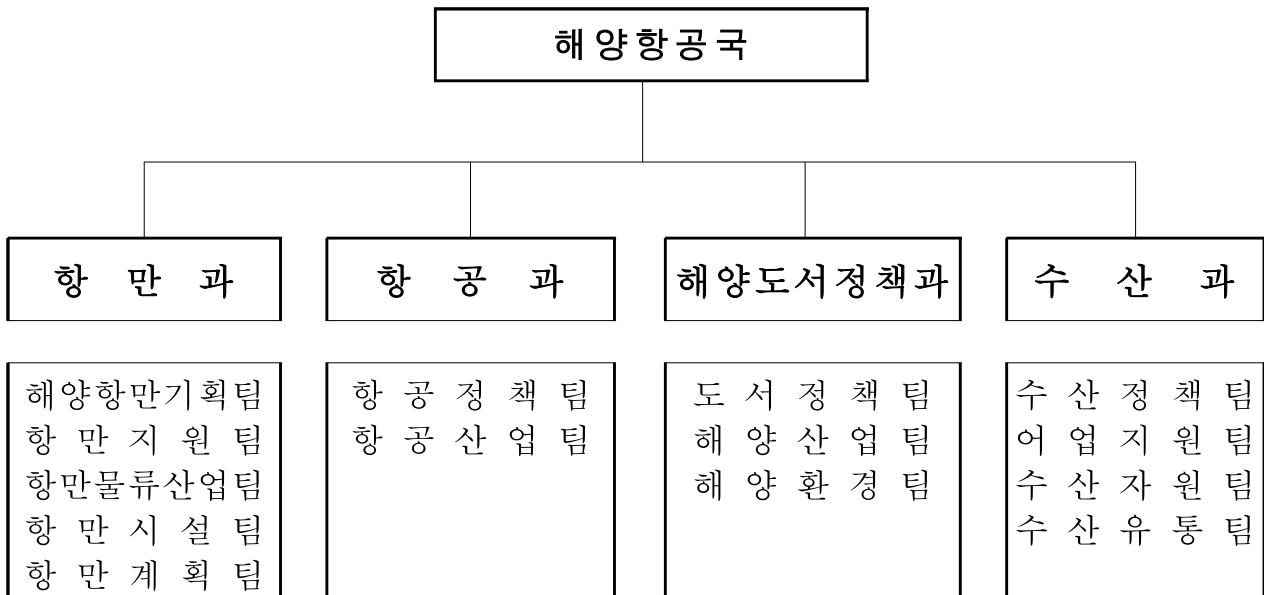 해양항공국
항만과
항공과
해양도서정책과
수산과
해양항만기획팀
항만지원팀
항만물류산업팀
항만시설팀
항만계획팀
항공정책팀
항공산업팀
도서정책팀
해양산업팀
해양환경팀
수산정책팀
어업지원팀
수산자원팀
수산유통팀